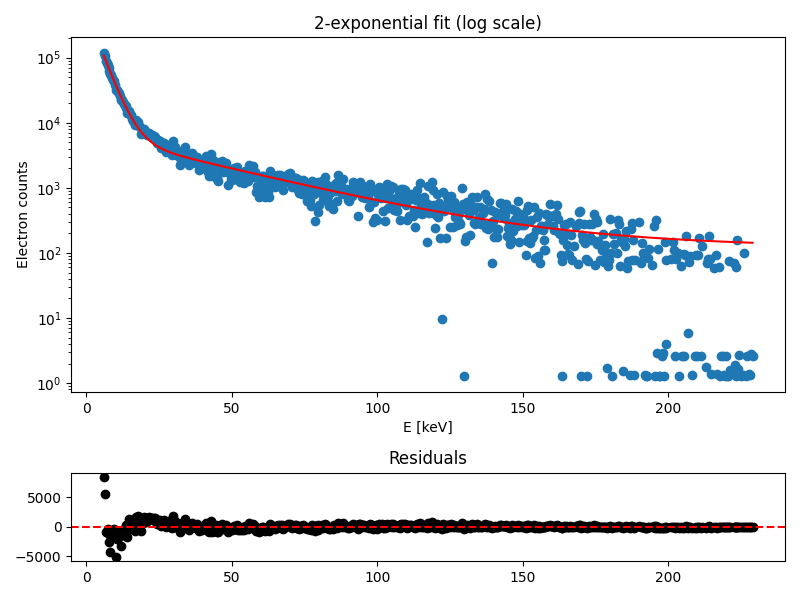 2-exponential fit (log scale)
10^5
10^4
10^3
10^2
10^1
10^0
Electron counts
0 50 100 150 200
E [keV]
Residuals
5000
0
−5000
0 50 100 150 200